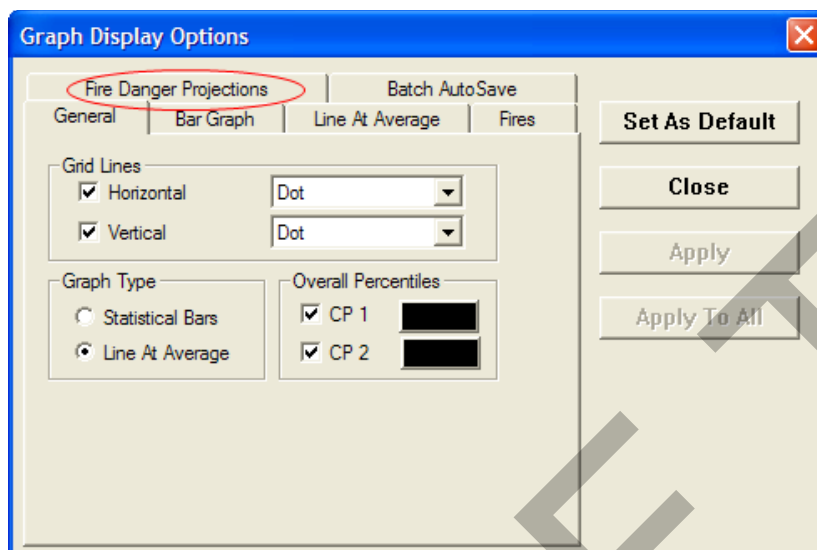 Graph Display Options
Fire Danger Projections Batch AutoSave
General Bar Graph Line At Average Fires
Grid Lines
Horizontal Dot
Vertical Dot
Graph Type
Statistical Bars
Line At Average
Overall Percentiles
CP 1
CP 2
Set As Default
Close
Apply
Apply To All